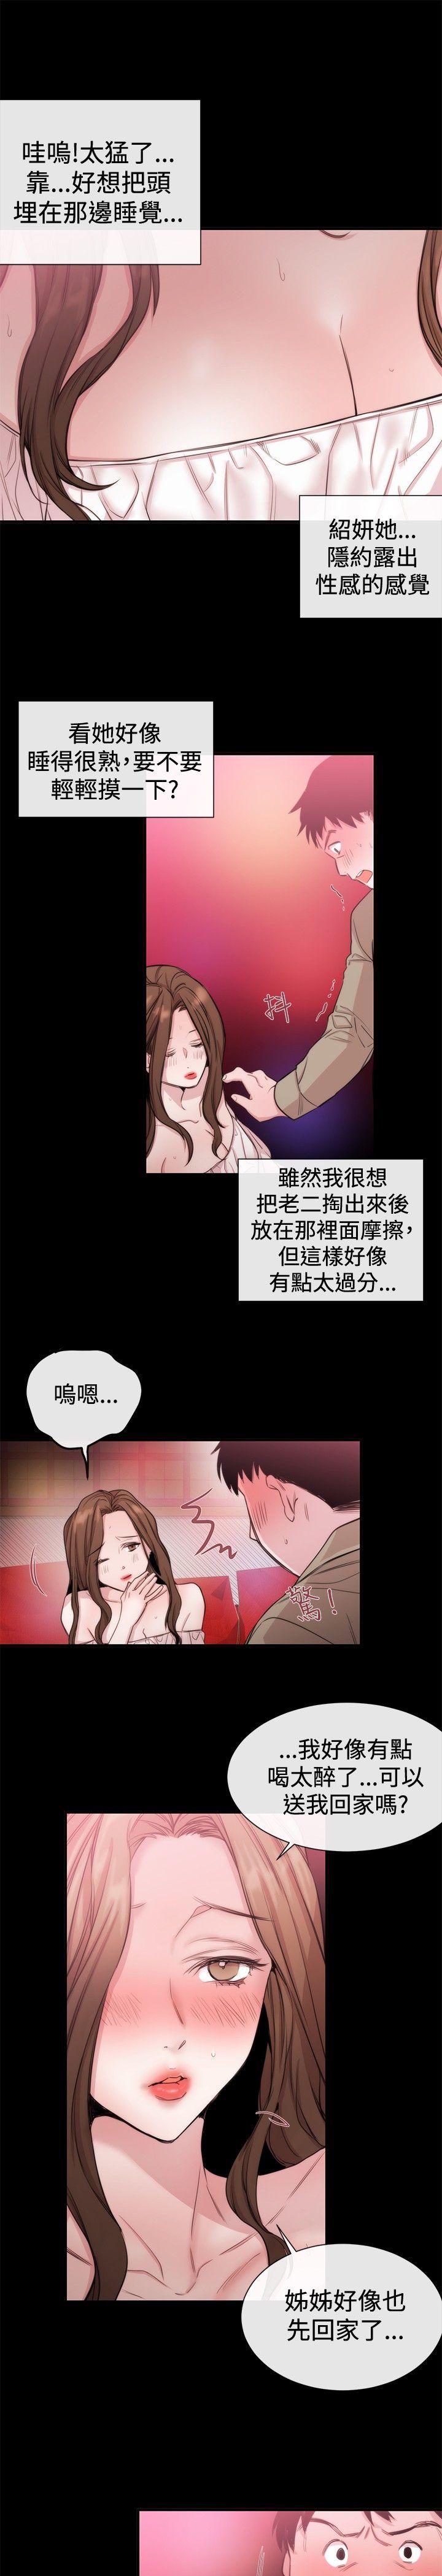 哇嗚!太猛了...
靠...好想把頭
埋在那邊睡覺...
紹妍她...
隱約露出
性感的感覺
看她好像
睡得很熟,要不要
輕輕摸一下?
抖
雖然我很想
把老二掏出來後
放在那裡面摩擦,
但這樣好像
有點太過分...
嗚嗯...
驚!
...我好像有點
喝太醉了...可以
送我回家嗎?
姊姊好像也
先回家了...